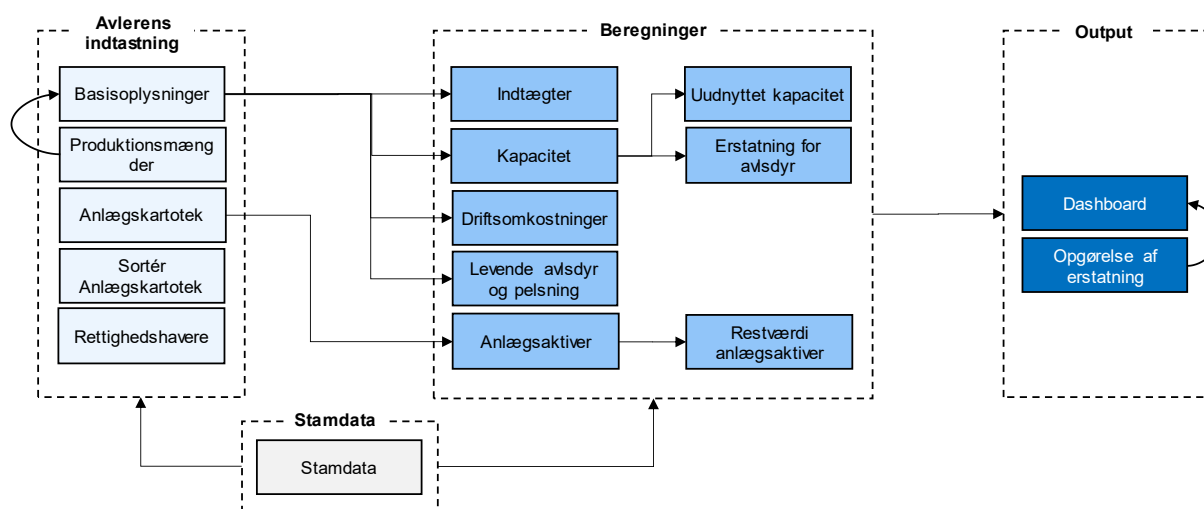 Avlerens
indtastning
Basisoplysninger
Produktionsmæng
der
Anlægskartotek
Sortér
Anlægskartotek
Rettighedshavere
Beregninger
Indtægter
Uudnyttet kapacitet
Kapacitet
Erstatning for
avlsdyr
Driftsomkostninger
Levende avlsdyr
og pelsning
Anlægsaktiver
Restværdi
anlægsaktiver
Output
Dashboard
Opgørelse af
erstatning
Stamdata
Stamdata